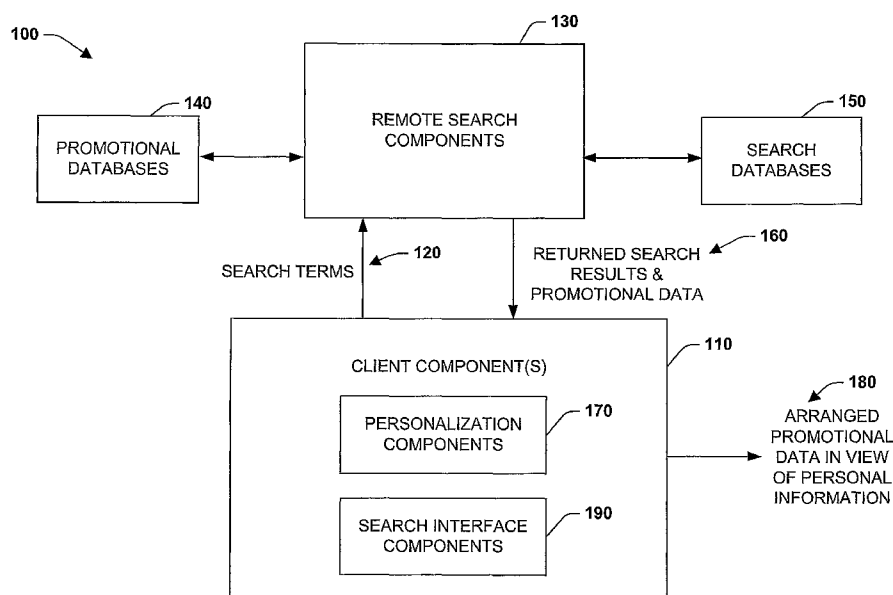 100
130
REMOTE SEARCH
COMPONENTS
140
PROMOTIONAL
DATABASES
150
SEARCH
DATABASES
120
SEARCH TERMS
160
RETURNED SEARCH
RESULTS &
PROMOTIONAL DATA
110
CLIENT COMPONENT(S)
170
PERSONALIZATION
COMPONENTS
180
ARRANGED
PROMOTIONAL
DATA IN VIEW
OF PERSONAL
INFORMATION
190
SEARCH INTERFACE
COMPONENTS